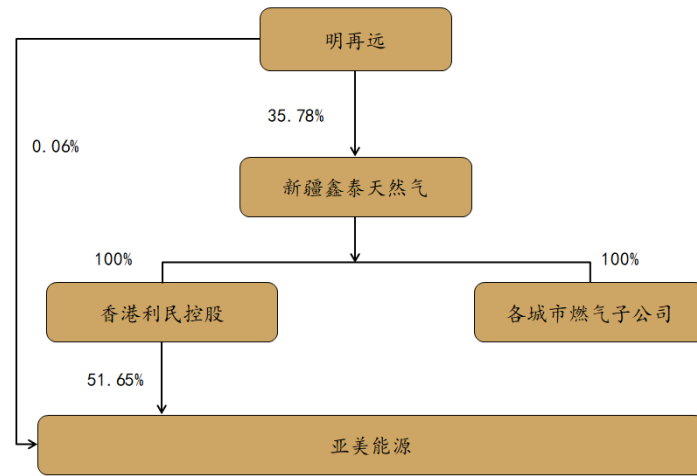 明再远
35.78%
0.06%
新疆鑫泰天然气
100%
100%
香港利民控股
各城市燃气子公司
51.65%
亚美能源